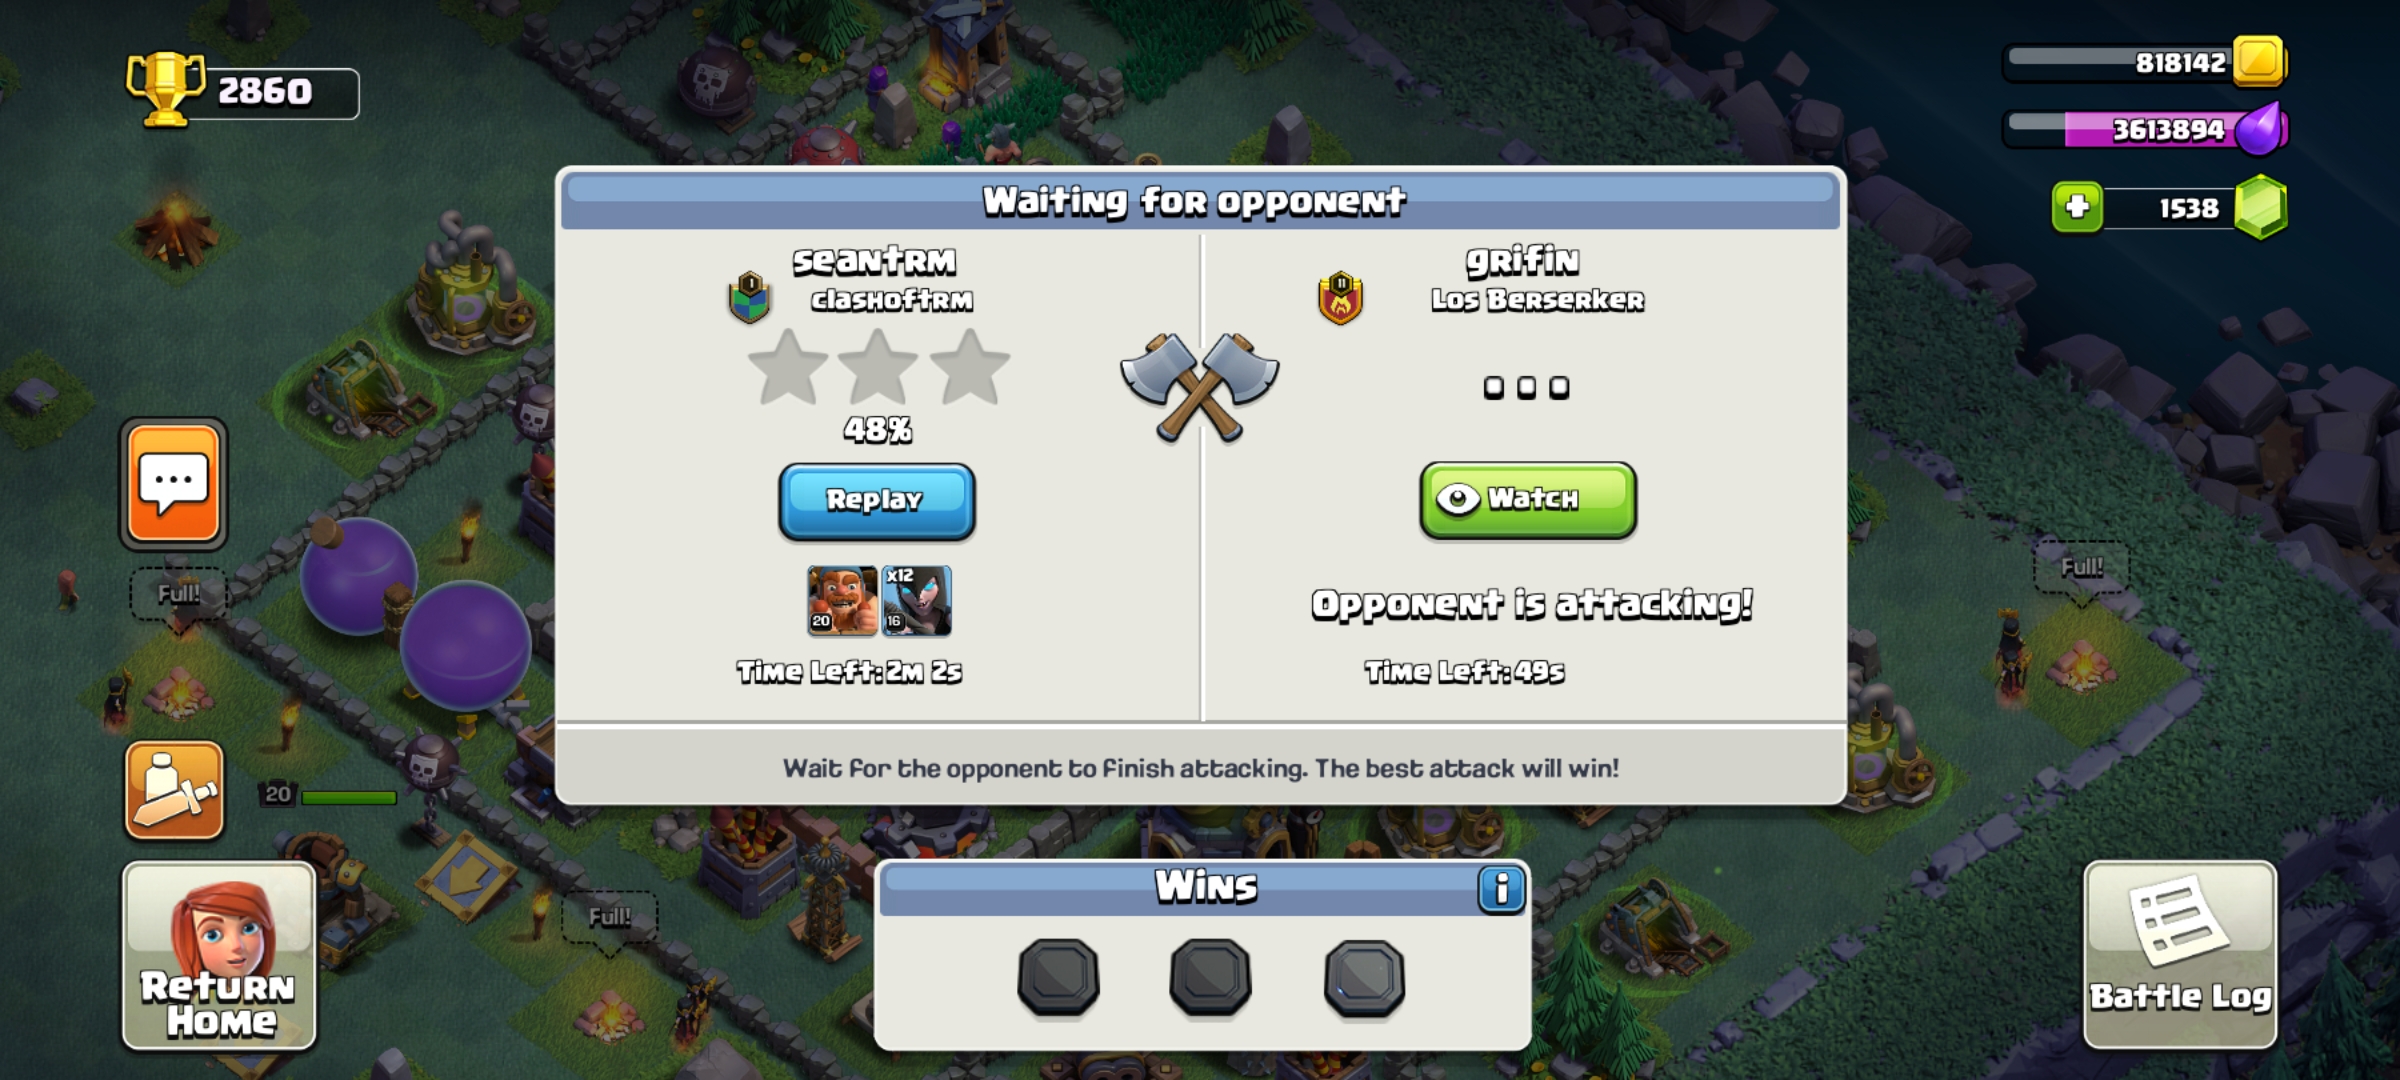 2860
818142
3613894
1538
Waiting for opponent
seantrm
clashoftrm
1
48%
Replay
20
x12
16
Time Left: 2m 2s
grifin
Los Berserker
11
Watch
Opponent is attacking!
Time Left: 49s
Wait for the opponent to finish attacking. The best attack will win!
Full!
Full!
20
Full!
Wins
i
Return
Home
Battle Log